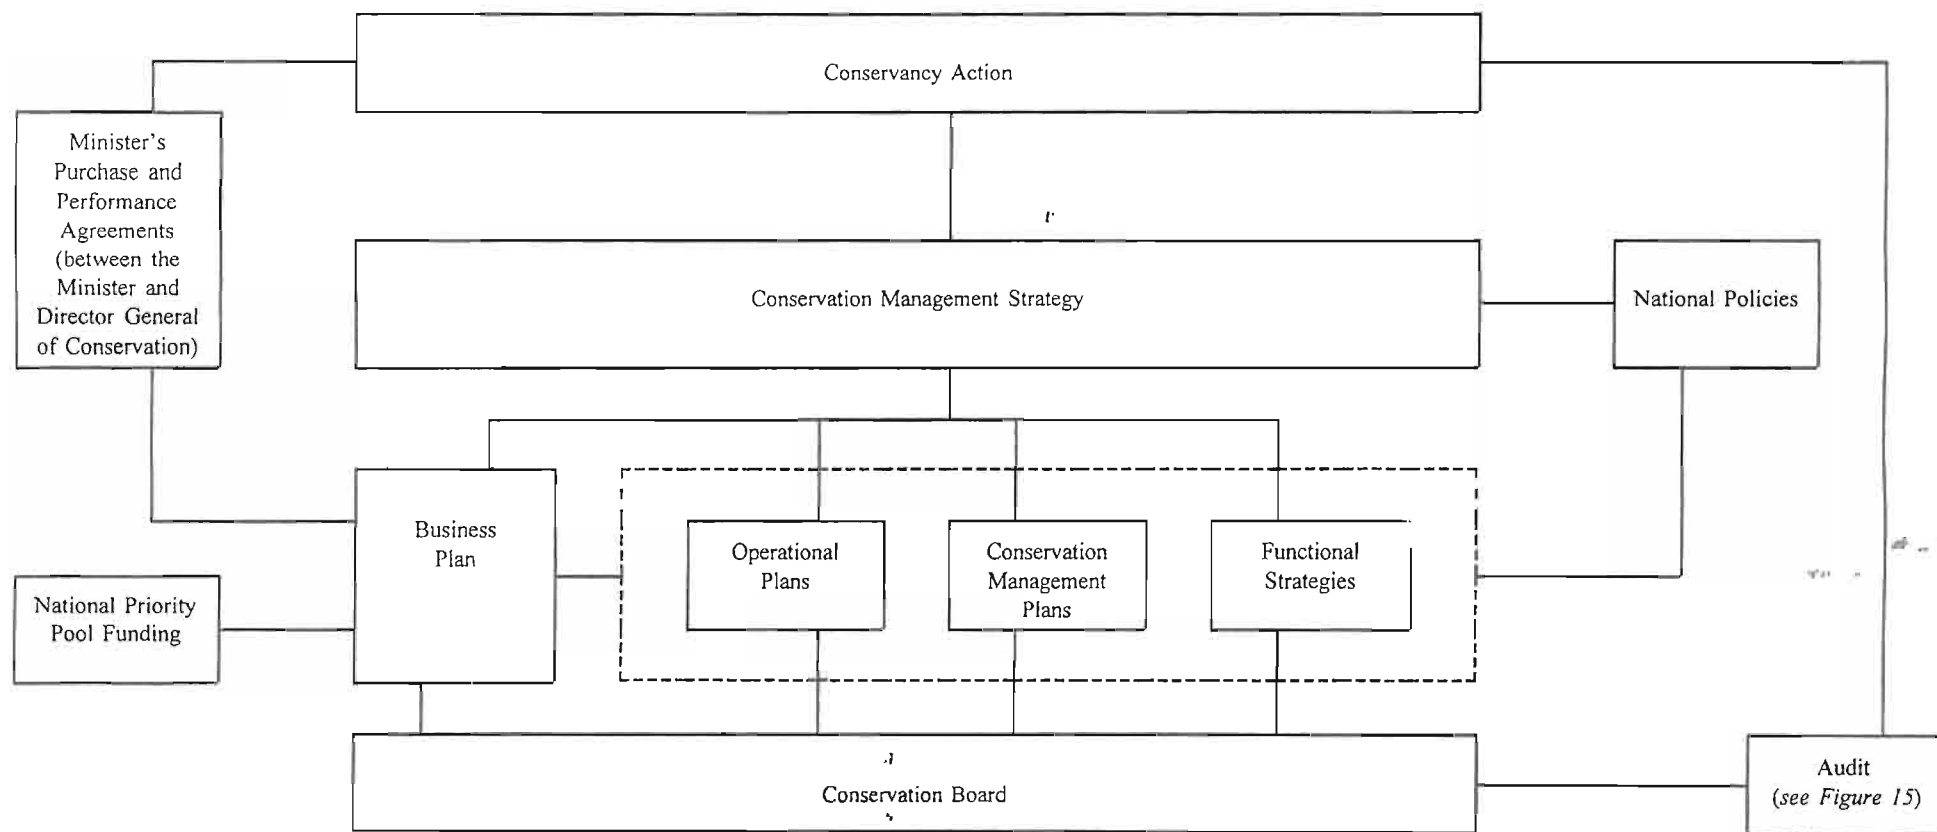 Conservancy Action
Minister's
Purchase and
Performance
Agreements
(between the
Minister and
Director General
of Conservation)
Conservation Management Strategy
National Policies
Business
Plan
Operational
Plans
Conservation
Management
Plans
Functional
Strategies
National Priority
Pool Funding
Conservation Board
Audit
(see Figure 15)